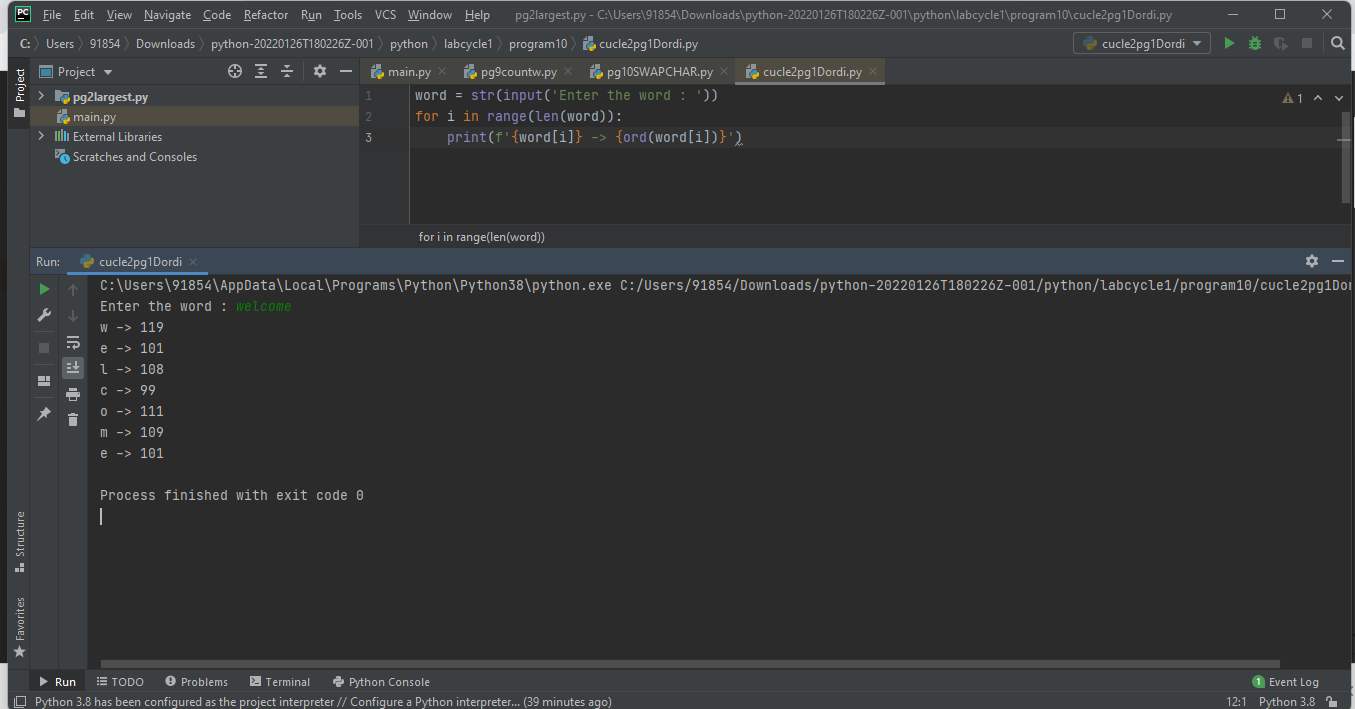 PC File Edit View Navigate Code Refactor Run Tools VCS Window Help pg2largest.py - C:\Users\91854\Downloads\python-20220126T180226Z-001\python\labcycle1\program10\cucle2pg1Dordi.py
C: Users 91854 Downloads python-20220126T180226Z-001 python labcycle1 program10 cucle2pg1Dordi.py cucle2pg1Dordi
Project
Project main.py pg9countw.py pg10SWAPCHAR.py cucle2pg1Dordi.py
pg2largest.py
main.py
External Libraries
Scratches and Consoles
1 word = str(input('Enter the word : '))
2 for i in range(len(word)):
3 print(f'{word[i]} -> {ord(word[i])}')
1
for i in range(len(word))
Run: cucle2pg1Dordi
C:\Users\91854\AppData\Local\Programs\Python\Python38\python.exe C:/Users/91854/Downloads/python-20220126T180226Z-001/python/labcycle1/program10/cucle2pg1Dor
Enter the word : welcome
w -> 119
e -> 101
l -> 108
c -> 99
o -> 111
m -> 109
e -> 101
Process finished with exit code 0
Structure
Favorites
Run TODO Problems Terminal Python Console 1 Event Log
Python 3.8 has been configured as the project interpreter // Configure a Python interpreter... (39 minutes ago) 12:1 Python 3.8